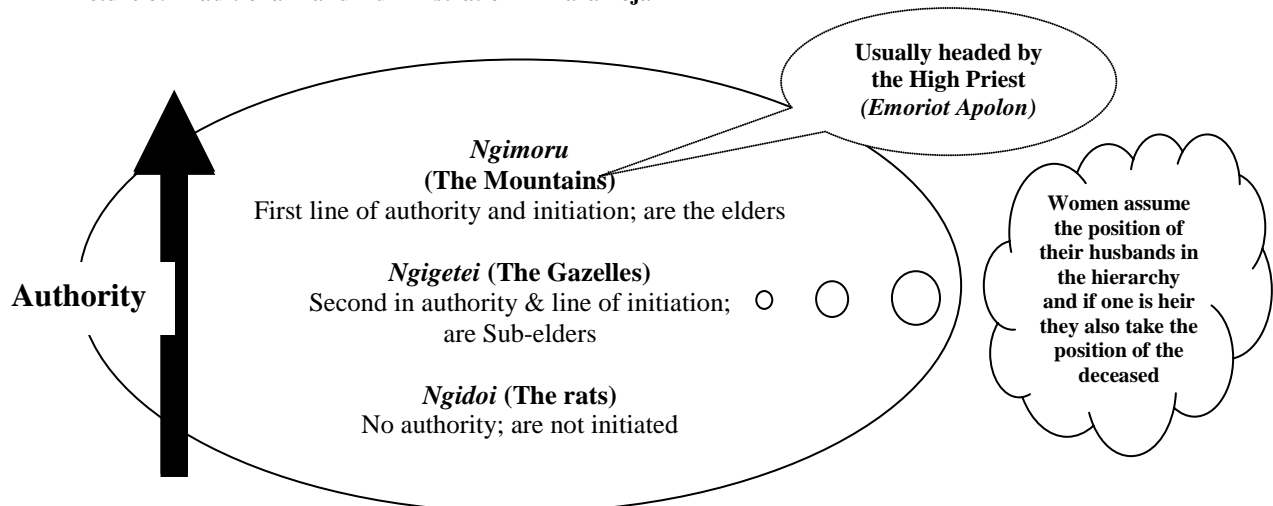 Usually headed by
the High Priest
(Emoriot Apolon)
Ngimoru
(The Mountains)
First line of authority and initiation; are the elders
Ngigetei (The Gazelles)
Second in authority & line of initiation;
are Sub-elders
Ngidoi (The rats)
No authority; are not initiated
Authority
Women assume
the position of
their husbands in
the hierarchy
and if one is heir
they also take the
position of the
deceased